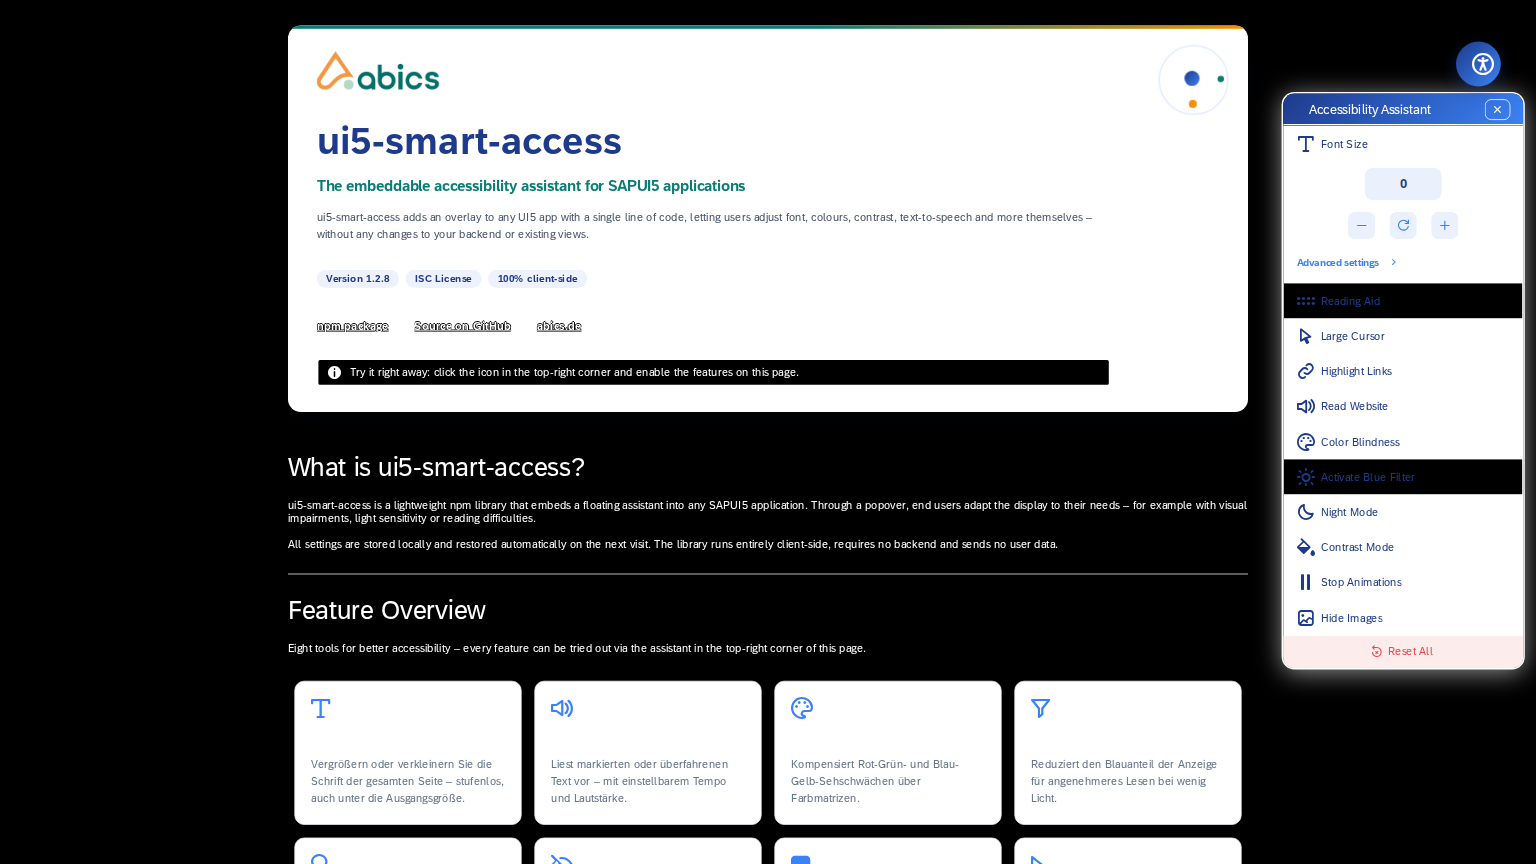 abics
ui5-smart-access
The embeddable accessibility assistant for SAPUI5 applications
ui5-smart-access adds an overlay to any UI5 app with a single line of code, letting users adjust font, colours, contrast, text-to-speech and more themselves –
without any changes to your backend or existing views.
Version 1.2.8 ISC License 100% client-side
npm package Source on GitHub abics.de
Try it right away: click the icon in the top-right corner and enable the features on this page.
What is ui5-smart-access?
ui5-smart-access is a lightweight npm library that embeds a floating assistant into any SAPUI5 application. Through a popover, end users adapt the display to their needs – for example with visual
impairments, light sensitivity or reading difficulties.
All settings are stored locally and restored automatically on the next visit. The library runs entirely client-side, requires no backend and sends no user data.
Feature Overview
Eight tools for better accessibility – every feature can be tried out via the assistant in the top-right corner of this page.
Vergrößern oder verkleinern Sie die
Schrift der gesamten Seite – stufenlos,
auch unter die Ausgangsgröße.
Liest markierten oder überfahrenen
Text vor – mit einstellbarem Tempo
und Lautstärke.
Kompensiert Rot-Grün- und Blau-
Gelb-Sehschwächen über
Farbmatrizen.
Reduziert den Blauanteil der Anzeige
für angenehmeres Lesen bei wenig
Licht.
Accessibility Assistant
Font Size
0
Advanced settings
Reading Aid
Large Cursor
Highlight Links
Read Website
Color Blindness
Activate Blue Filter
Night Mode
Contrast Mode
Stop Animations
Hide Images
Reset All